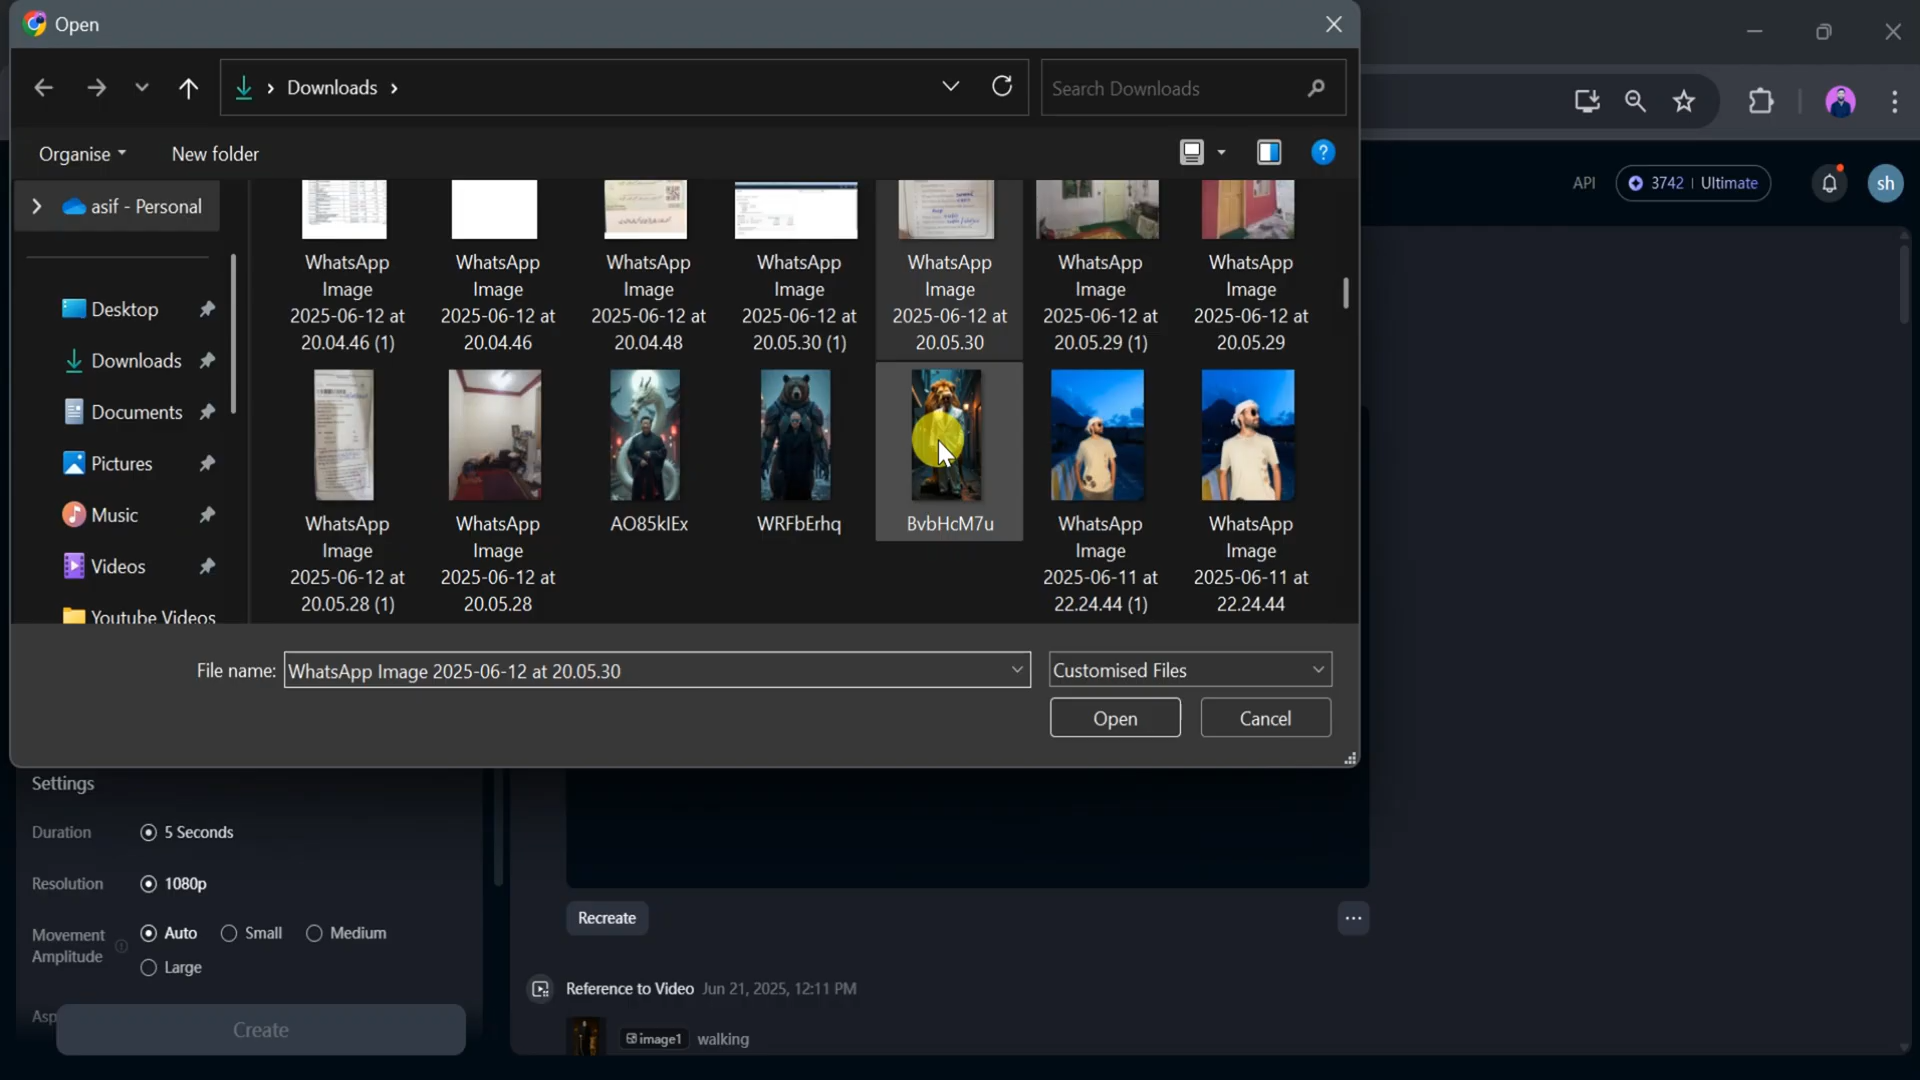 Open
Downloads
Search Downloads
Organise
New folder
API
3742 | Ultimate
sh
asif - Personal
Desktop
Downloads
Documents
Pictures
Music
Videos
Youtube Videos
WhatsApp Image 2025-06-12 at 20.04.46 (1)
WhatsApp Image 2025-06-12 at 20.04.46
WhatsApp Image 2025-06-12 at 20.04.48
WhatsApp Image 2025-06-12 at 20.05.30 (1)
WhatsApp Image 2025-06-12 at 20.05.30
WhatsApp Image 2025-06-12 at 20.05.29 (1)
WhatsApp Image 2025-06-12 at 20.05.29
WhatsApp Image 2025-06-12 at 20.05.28 (1)
WhatsApp Image 2025-06-12 at 20.05.28
AO85kIEx
WRFbErhq
BvbHcM7u
WhatsApp Image 2025-06-11 at 22.24.44 (1)
WhatsApp Image 2025-06-11 at 22.24.44
File name: WhatsApp Image 2025-06-12 at 20.05.30
Customised Files
Open
Cancel
Settings
Duration 5 Seconds
Resolution 1080p
Movement Amplitude
Auto Small Medium
Large
Asp
Create
Recreate
Reference to Video Jun 21, 2025, 12:11 PM
image1 walking